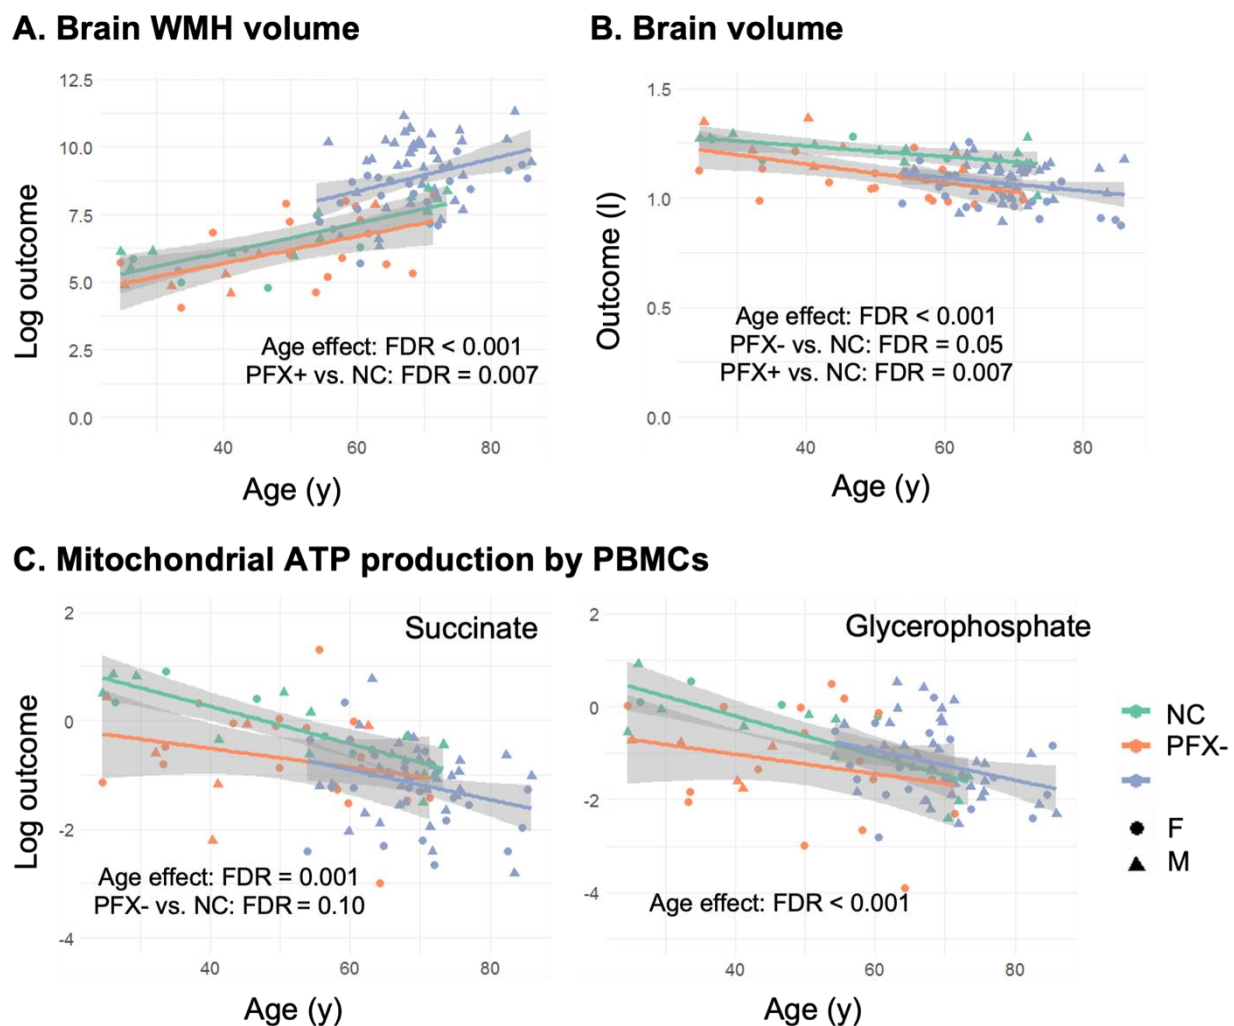 A. Brain WMH volume
12.5
10.0
7.5
5.0
2.5
0.0
Log outcome
Age effect: FDR < 0.001
PFX+ vs. NC: FDR = 0.007
40 60 80
Age (y)
B. Brain volume
1.5
1.0
0.5
0.0
Outcome (l)
Age effect: FDR < 0.001
PFX- vs. NC: FDR = 0.05
PFX+ vs. NC: FDR = 0.007
40 60 80
Age (y)
C. Mitochondrial ATP production by PBMCs
Succinate
2
0
-2
-4
Log outcome
Age effect: FDR = 0.001
PFX- vs. NC: FDR = 0.10
40 60 80
Age (y)
Glycerophosphate
2
0
-2
-4
Age effect: FDR < 0.001
40 60 80
Age (y)
NC
PFX-
F
M